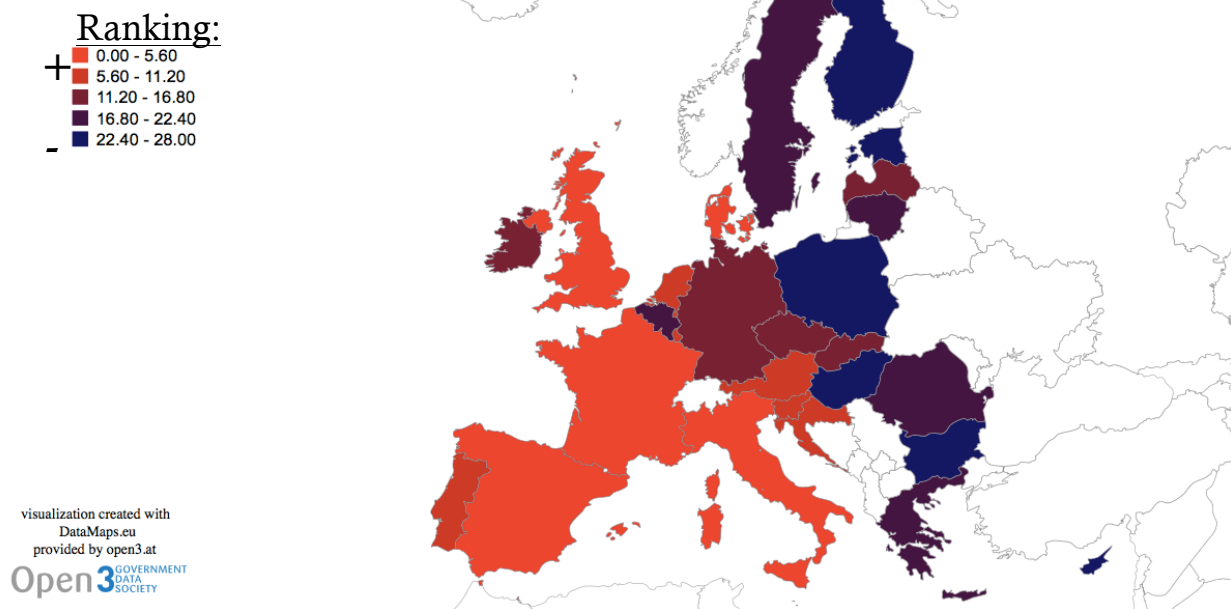 Ranking:
+
0.00 - 5.60
5.60 - 11.20
11.20 - 16.80
16.80 - 22.40
22.40 - 28.00
-
visualization created with
DataMaps.eu
provided by open3.at
Open3 GOVERNMENT
DATA
SOCIETY